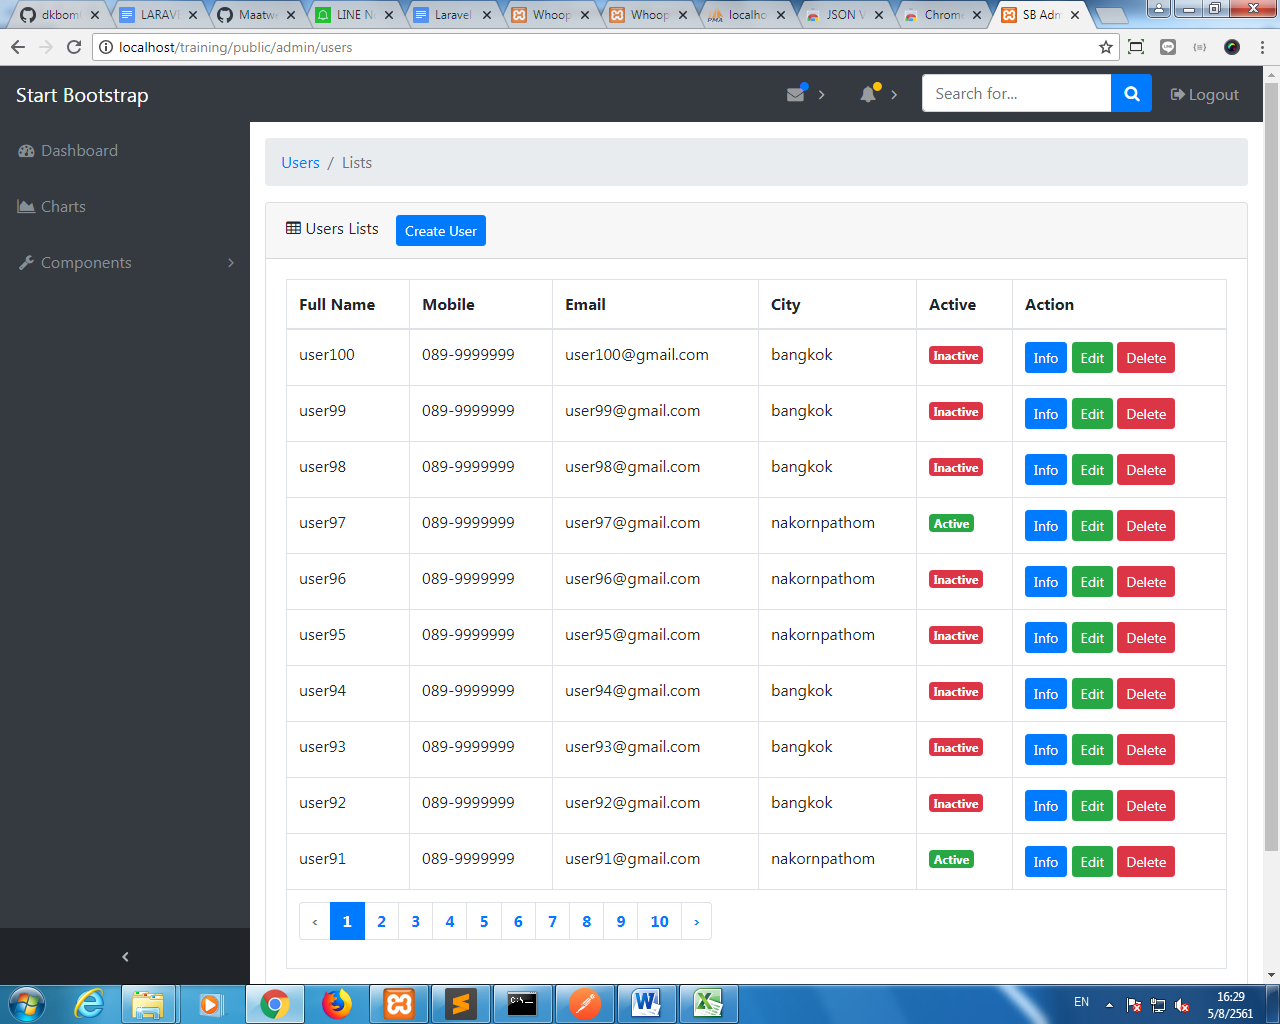 dkbom
LARAVE
Maatwe
LINE N
Laravel
Whoop
Whoop
localho
JSON V
Chrome
SB Adm
localhost/training/public/admin/users
Start Bootstrap
Search for...
Logout
Dashboard
Charts
Components
Users / Lists
Users Lists
Create User
Full Name Mobile Email City Active Action
user100 089-9999999 user100@gmail.com bangkok Inactive Info Edit Delete
user99 089-9999999 user99@gmail.com bangkok Inactive Info Edit Delete
user98 089-9999999 user98@gmail.com bangkok Inactive Info Edit Delete
user97 089-9999999 user97@gmail.com nakornpathom Active Info Edit Delete
user96 089-9999999 user96@gmail.com nakornpathom Inactive Info Edit Delete
user95 089-9999999 user95@gmail.com nakornpathom Inactive Info Edit Delete
user94 089-9999999 user94@gmail.com bangkok Inactive Info Edit Delete
user93 089-9999999 user93@gmail.com bangkok Inactive Info Edit Delete
user92 089-9999999 user92@gmail.com bangkok Inactive Info Edit Delete
user91 089-9999999 user91@gmail.com nakornpathom Active Info Edit Delete
‹ 1 2 3 4 5 6 7 8 9 10 ›
EN
16:29
5/8/2561